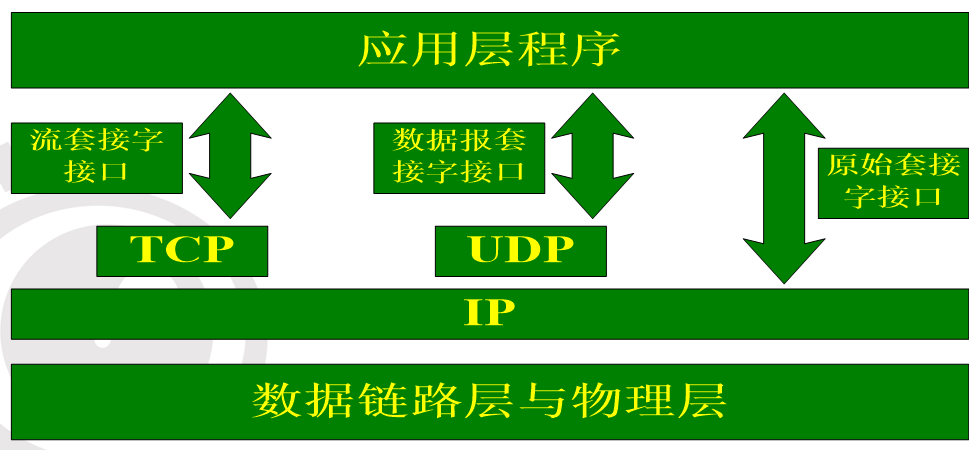 应用层程序
流套接字
接口
数据报套
接字接口
原始套接
字接口
TCP
UDP
IP
数据链路层与物理层